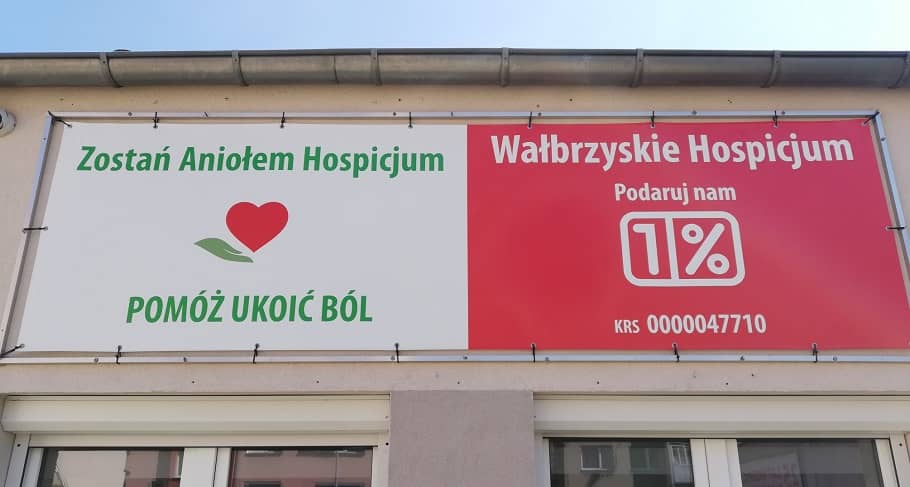 Zostań Aniołem Hospicjum
POMÓŻ UKOIĆ BÓL
Wałbrzyskie Hospicjum
Podaruj nam
1%
KRS 0000047710